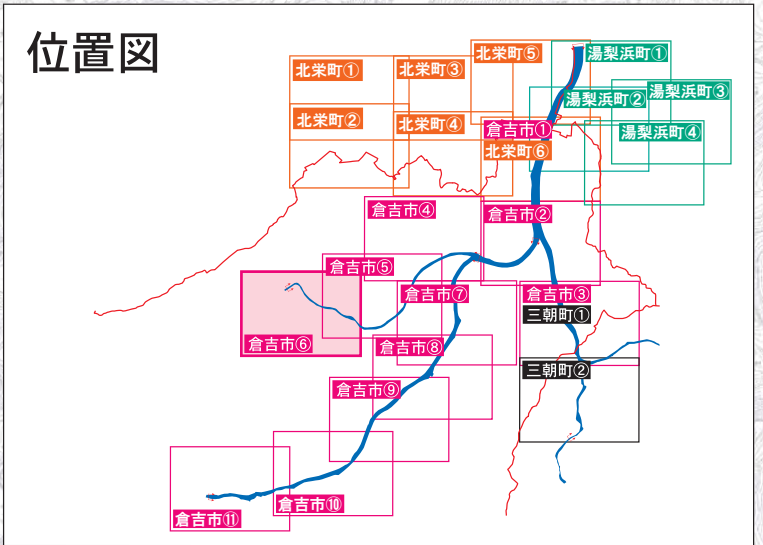 位置図
北栄町⑤
湯梨浜町①
北栄町①
北栄町③
湯梨浜町②
湯梨浜町③
北栄町②
北栄町④
倉吉市①
湯梨浜町④
北栄町⑥
倉吉市④
倉吉市②
倉吉市⑤
倉吉市⑦
倉吉市③
三朝町①
倉吉市⑥
倉吉市⑧
三朝町②
倉吉市⑨
倉吉市⑩
倉吉市⑪